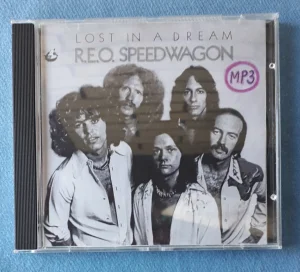 LOST IN A DREAM
R.E.O. SPEEDWAGON
MP3